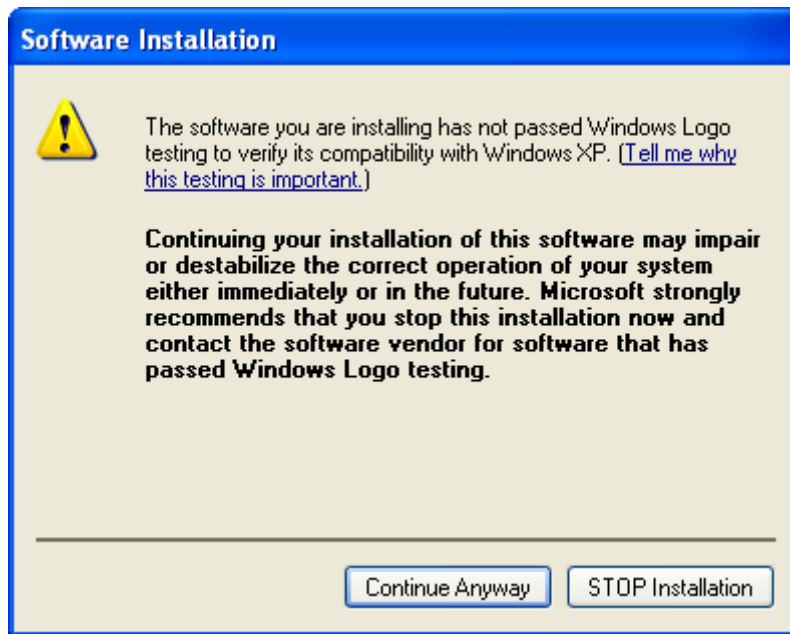 Software Installation
The software you are installing has not passed Windows Logo
testing to verify its compatibility with Windows XP. (Tell me why
this testing is important.)
Continuing your installation of this software may impair
or destabilize the correct operation of your system
either immediately or in the future. Microsoft strongly
recommends that you stop this installation now and
contact the software vendor for software that has
passed Windows Logo testing.
Continue Anyway
STOP Installation